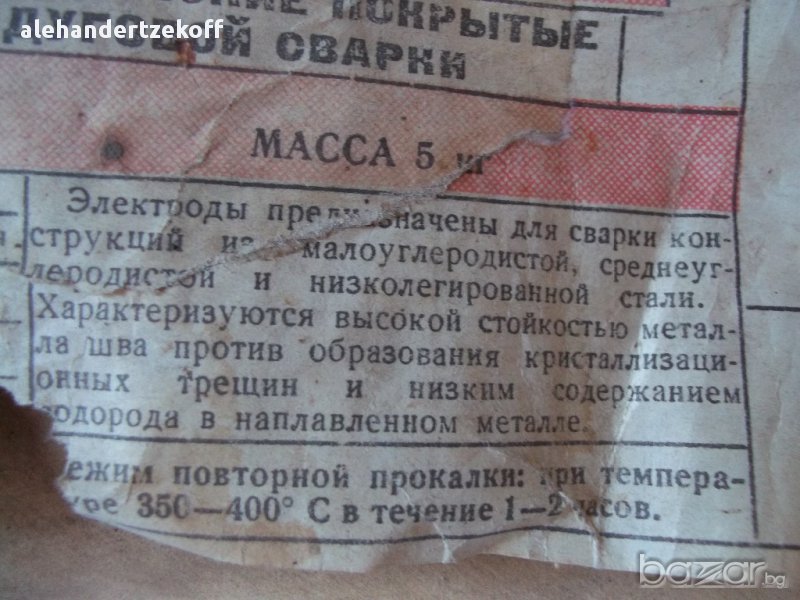 alehandertzekoff
ПОКРЫТЫЕ
ДУГОВОЙ СВАРКИ
МАССА 5 кг
Электроды предназначены для сварки кон-
струкций из малоуглеродистой, среднеуг-
леродистой и низколегированной стали.
Характеризуются высокой стойкостью метал-
ла шва против образования кристаллизаци-
онных трещин и низким содержанием
водорода в наплавленном металле.
ежим повторной прокалки: при темпера-
туре 350—400° С в течение 1—2 часов.
bazar.bg